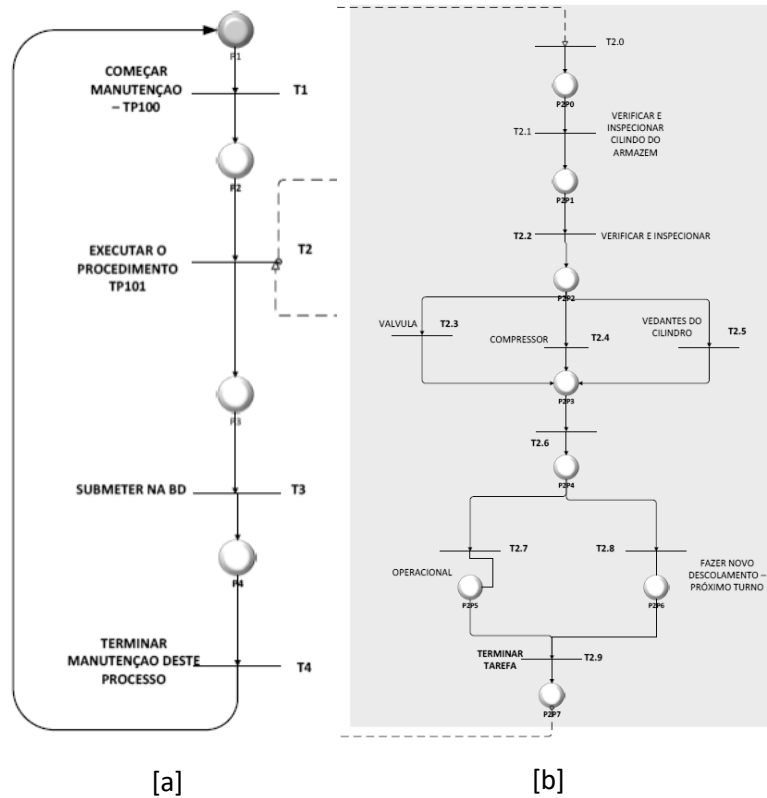 P1
COMEÇAR
MANUTENÇAO
– TP100
T1
P2
EXECUTAR O
PROCEDIMENTO
TP101
T2
P3
SUBMETER NA BD
T3
P4
TERMINAR
MANUTENÇAO DESTE
PROCESSO
T4
[a]
T2.0
P2P0
T2.1
VERIFICAR E
INSPECIONAR
CILINDO DO
ARMAZEM
P2P1
T2.2
VERIFICAR E INSPECIONAR
P2P2
VALVULA
T2.3
COMPRESSOR
T2.4
VEDANTES DO
CILINDRO
T2.5
P2P3
T2.6
P2P4
T2.7
OPERACIONAL
P2P5
T2.8
FAZER NOVO
DESCOLAMENTO –
PRÓXIMO TURNO
P2P6
TERMINAR
TAREFA
T2.9
P2P7
[b]